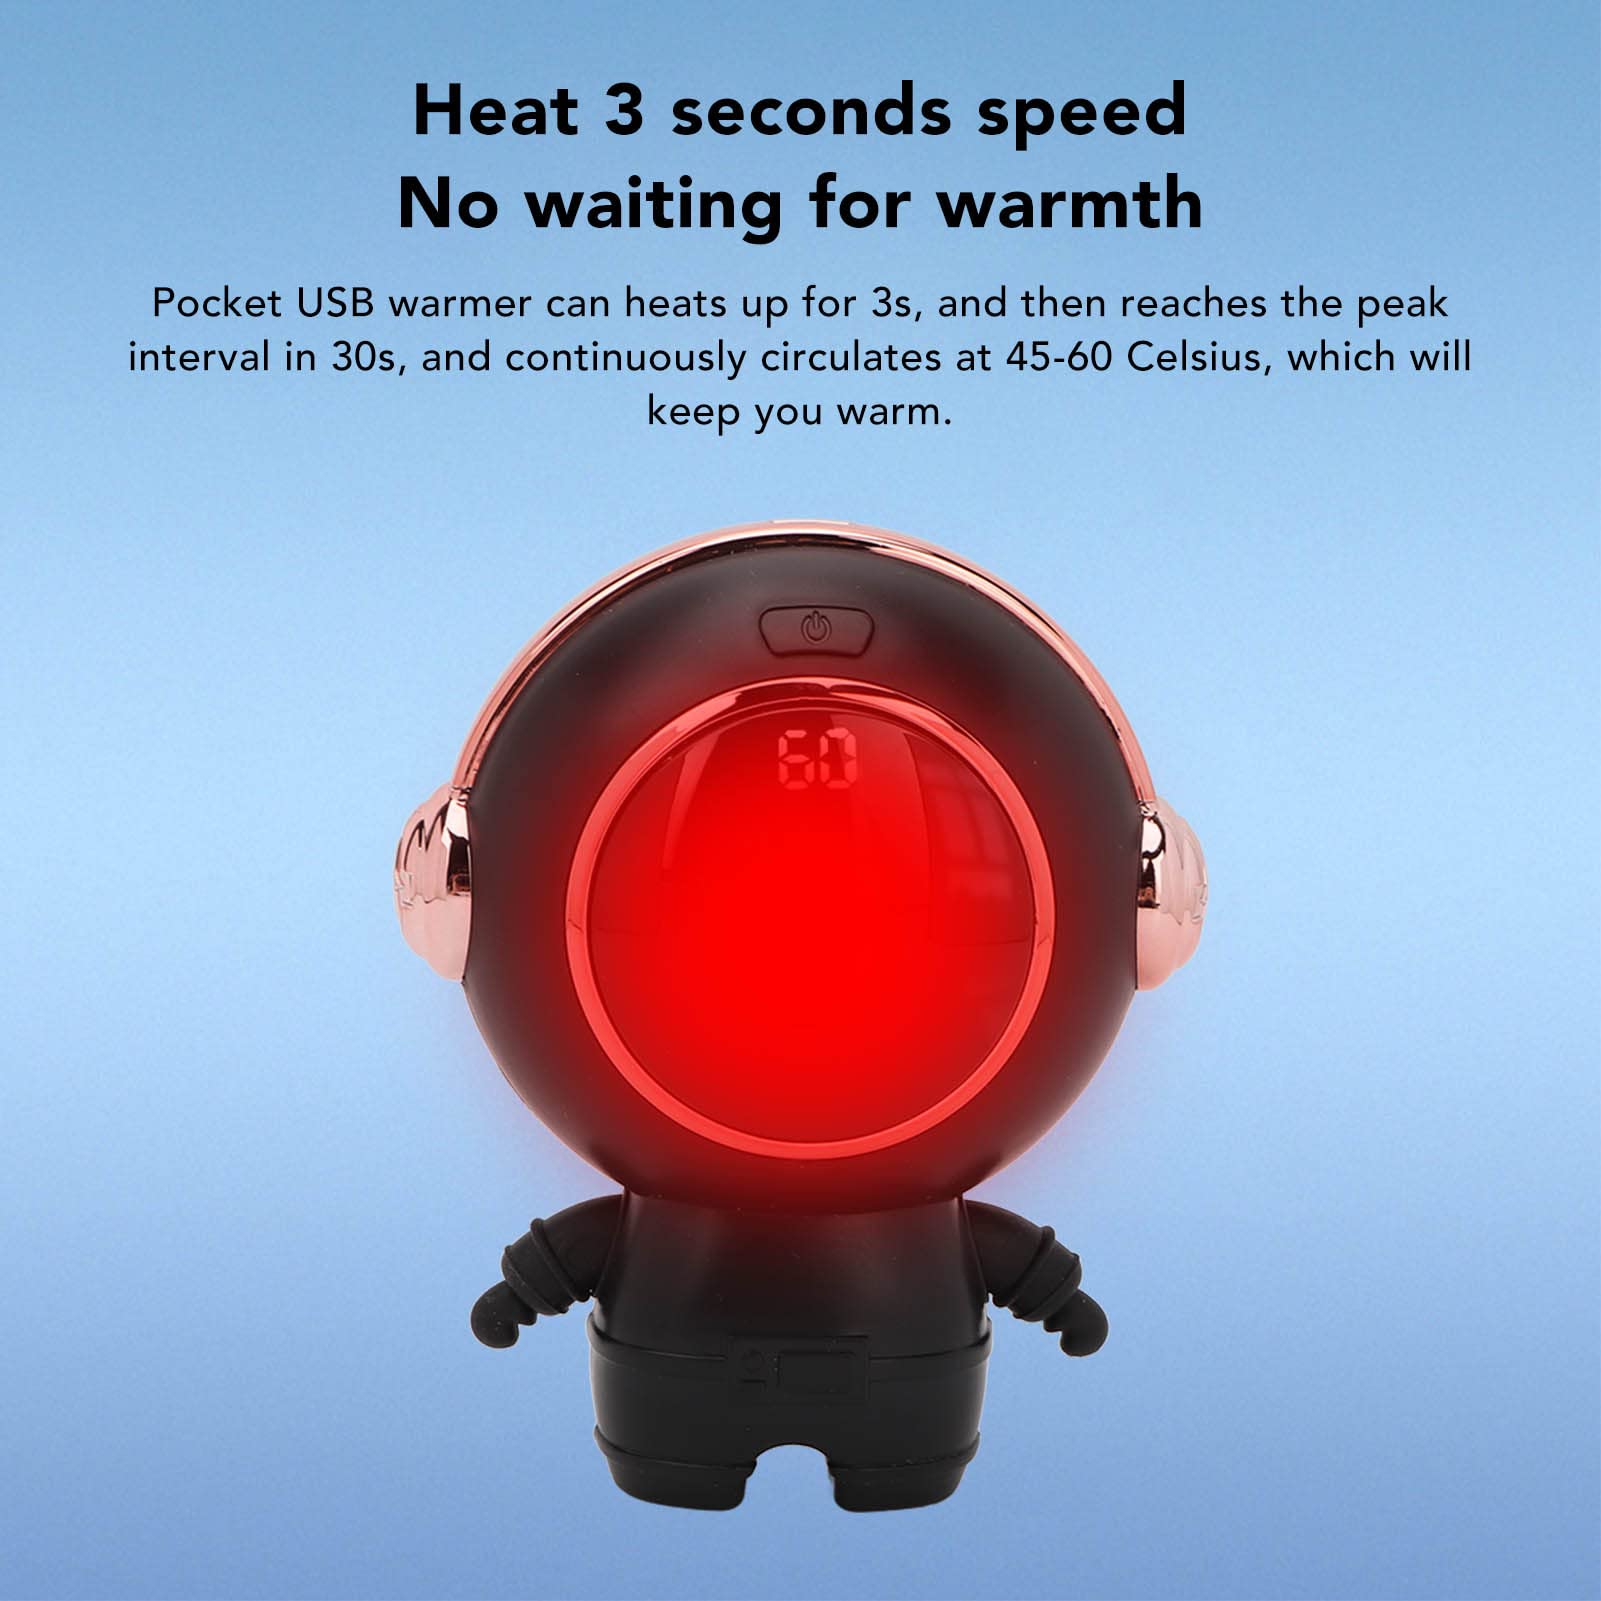 Heat 3 seconds speed
No waiting for warmth
Pocket USB warmer can heats up for 3s, and then reaches the peak
interval in 30s, and continuously circulates at 45-60 Celsius, which will
keep you warm.
60